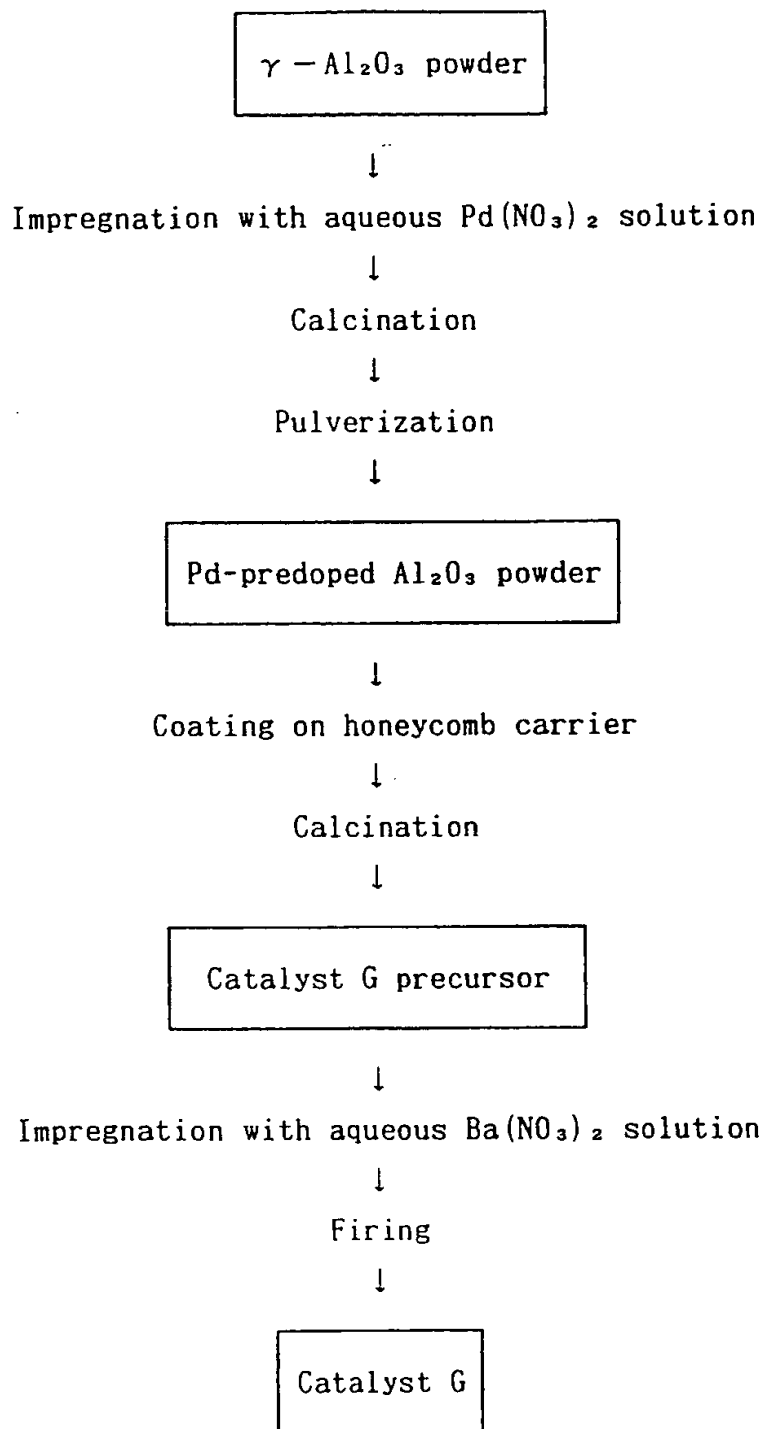 γ－Al₂O₃ powder
↓
Impregnation with aqueous Pd(NO₃)₂ solution
↓
Calcination
↓
Pulverization
↓
Pd-predoped Al₂O₃ powder
↓
Coating on honeycomb carrier
↓
Calcination
↓
Catalyst G precursor
↓
Impregnation with aqueous Ba(NO₃)₂ solution
↓
Firing
↓
Catalyst G